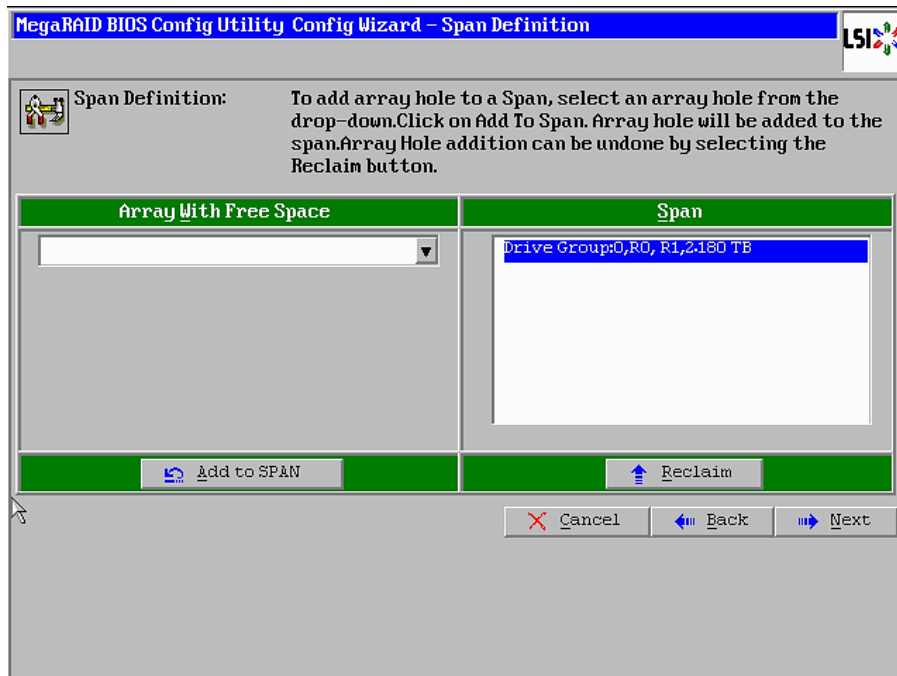 MegaRAID BIOS Config Utility Config Wizard – Span Definition
LSI
Span Definition:
To add array hole to a Span, select an array hole from the
drop-down.Click on Add To Span. Array hole will be added to the
span.Array Hole addition can be undone by selecting the
Reclaim button.
Array With Free Space
Span
Drive Group:0,R0, R1,2.180 TB
Add to SPAN
Reclaim
Cancel
Back
Next